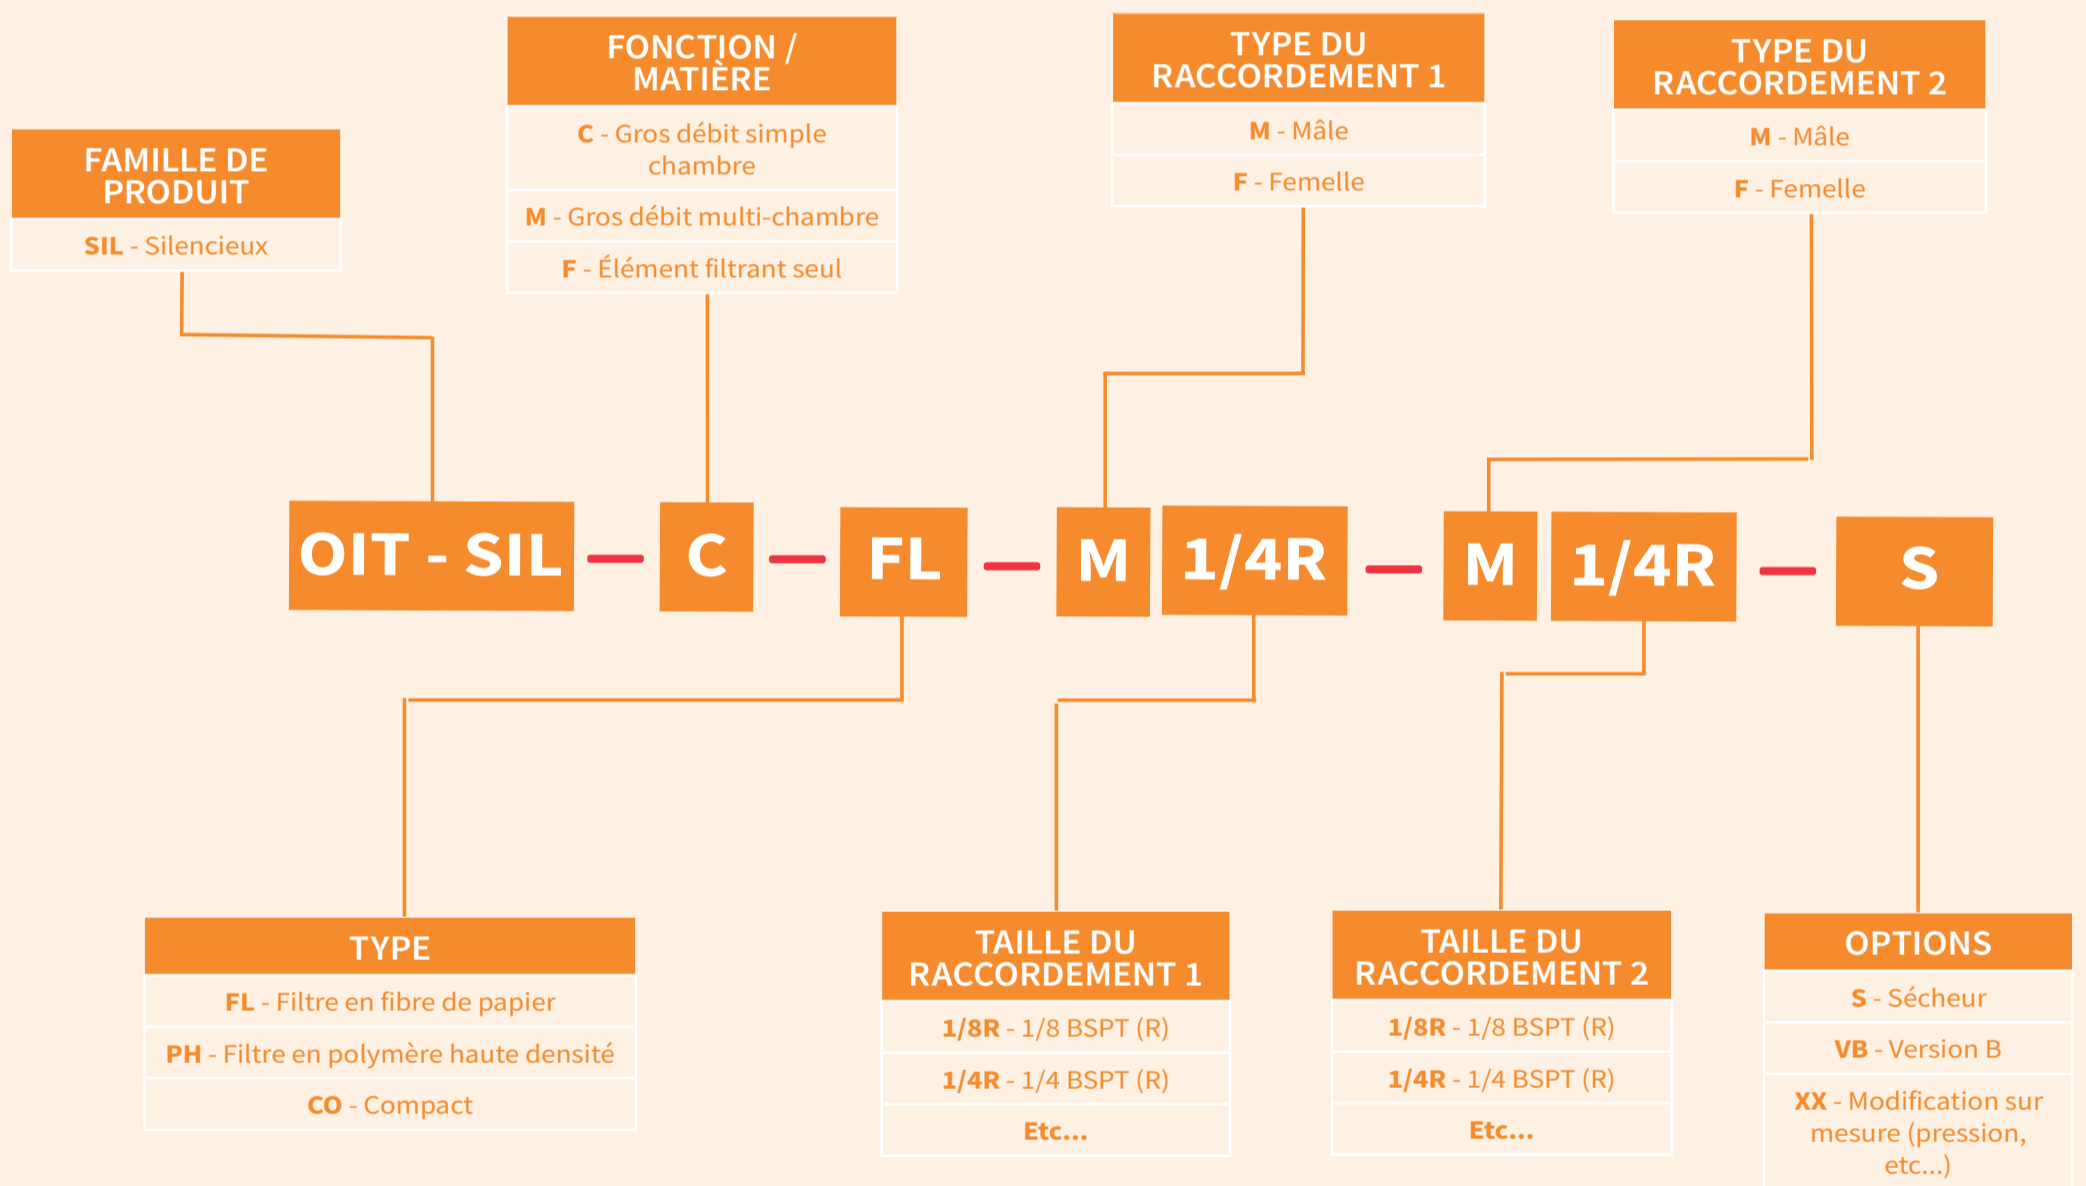 FAMILLE DE
PRODUIT
SIL - Silencieux
FONCTION /
MATIÈRE
C - Gros débit simple
chambre
M - Gros débit multi-chambre
F - Élément filtrant seul
TYPE DU
RACCORDEMENT 1
M - Mâle
F - Femelle
TYPE DU
RACCORDEMENT 2
M - Mâle
F - Femelle
OIT - SIL — C — FL — M 1/4R — M 1/4R — S
TYPE
FL - Filtre en fibre de papier
PH - Filtre en polymère haute densité
CO - Compact
TAILLE DU
RACCORDEMENT 1
1/8R - 1/8 BSPT (R)
1/4R - 1/4 BSPT (R)
Etc...
TAILLE DU
RACCORDEMENT 2
1/8R - 1/8 BSPT (R)
1/4R - 1/4 BSPT (R)
Etc...
OPTIONS
S - Sécheur
VB - Version B
XX - Modification sur
mesure (pression,
etc...)